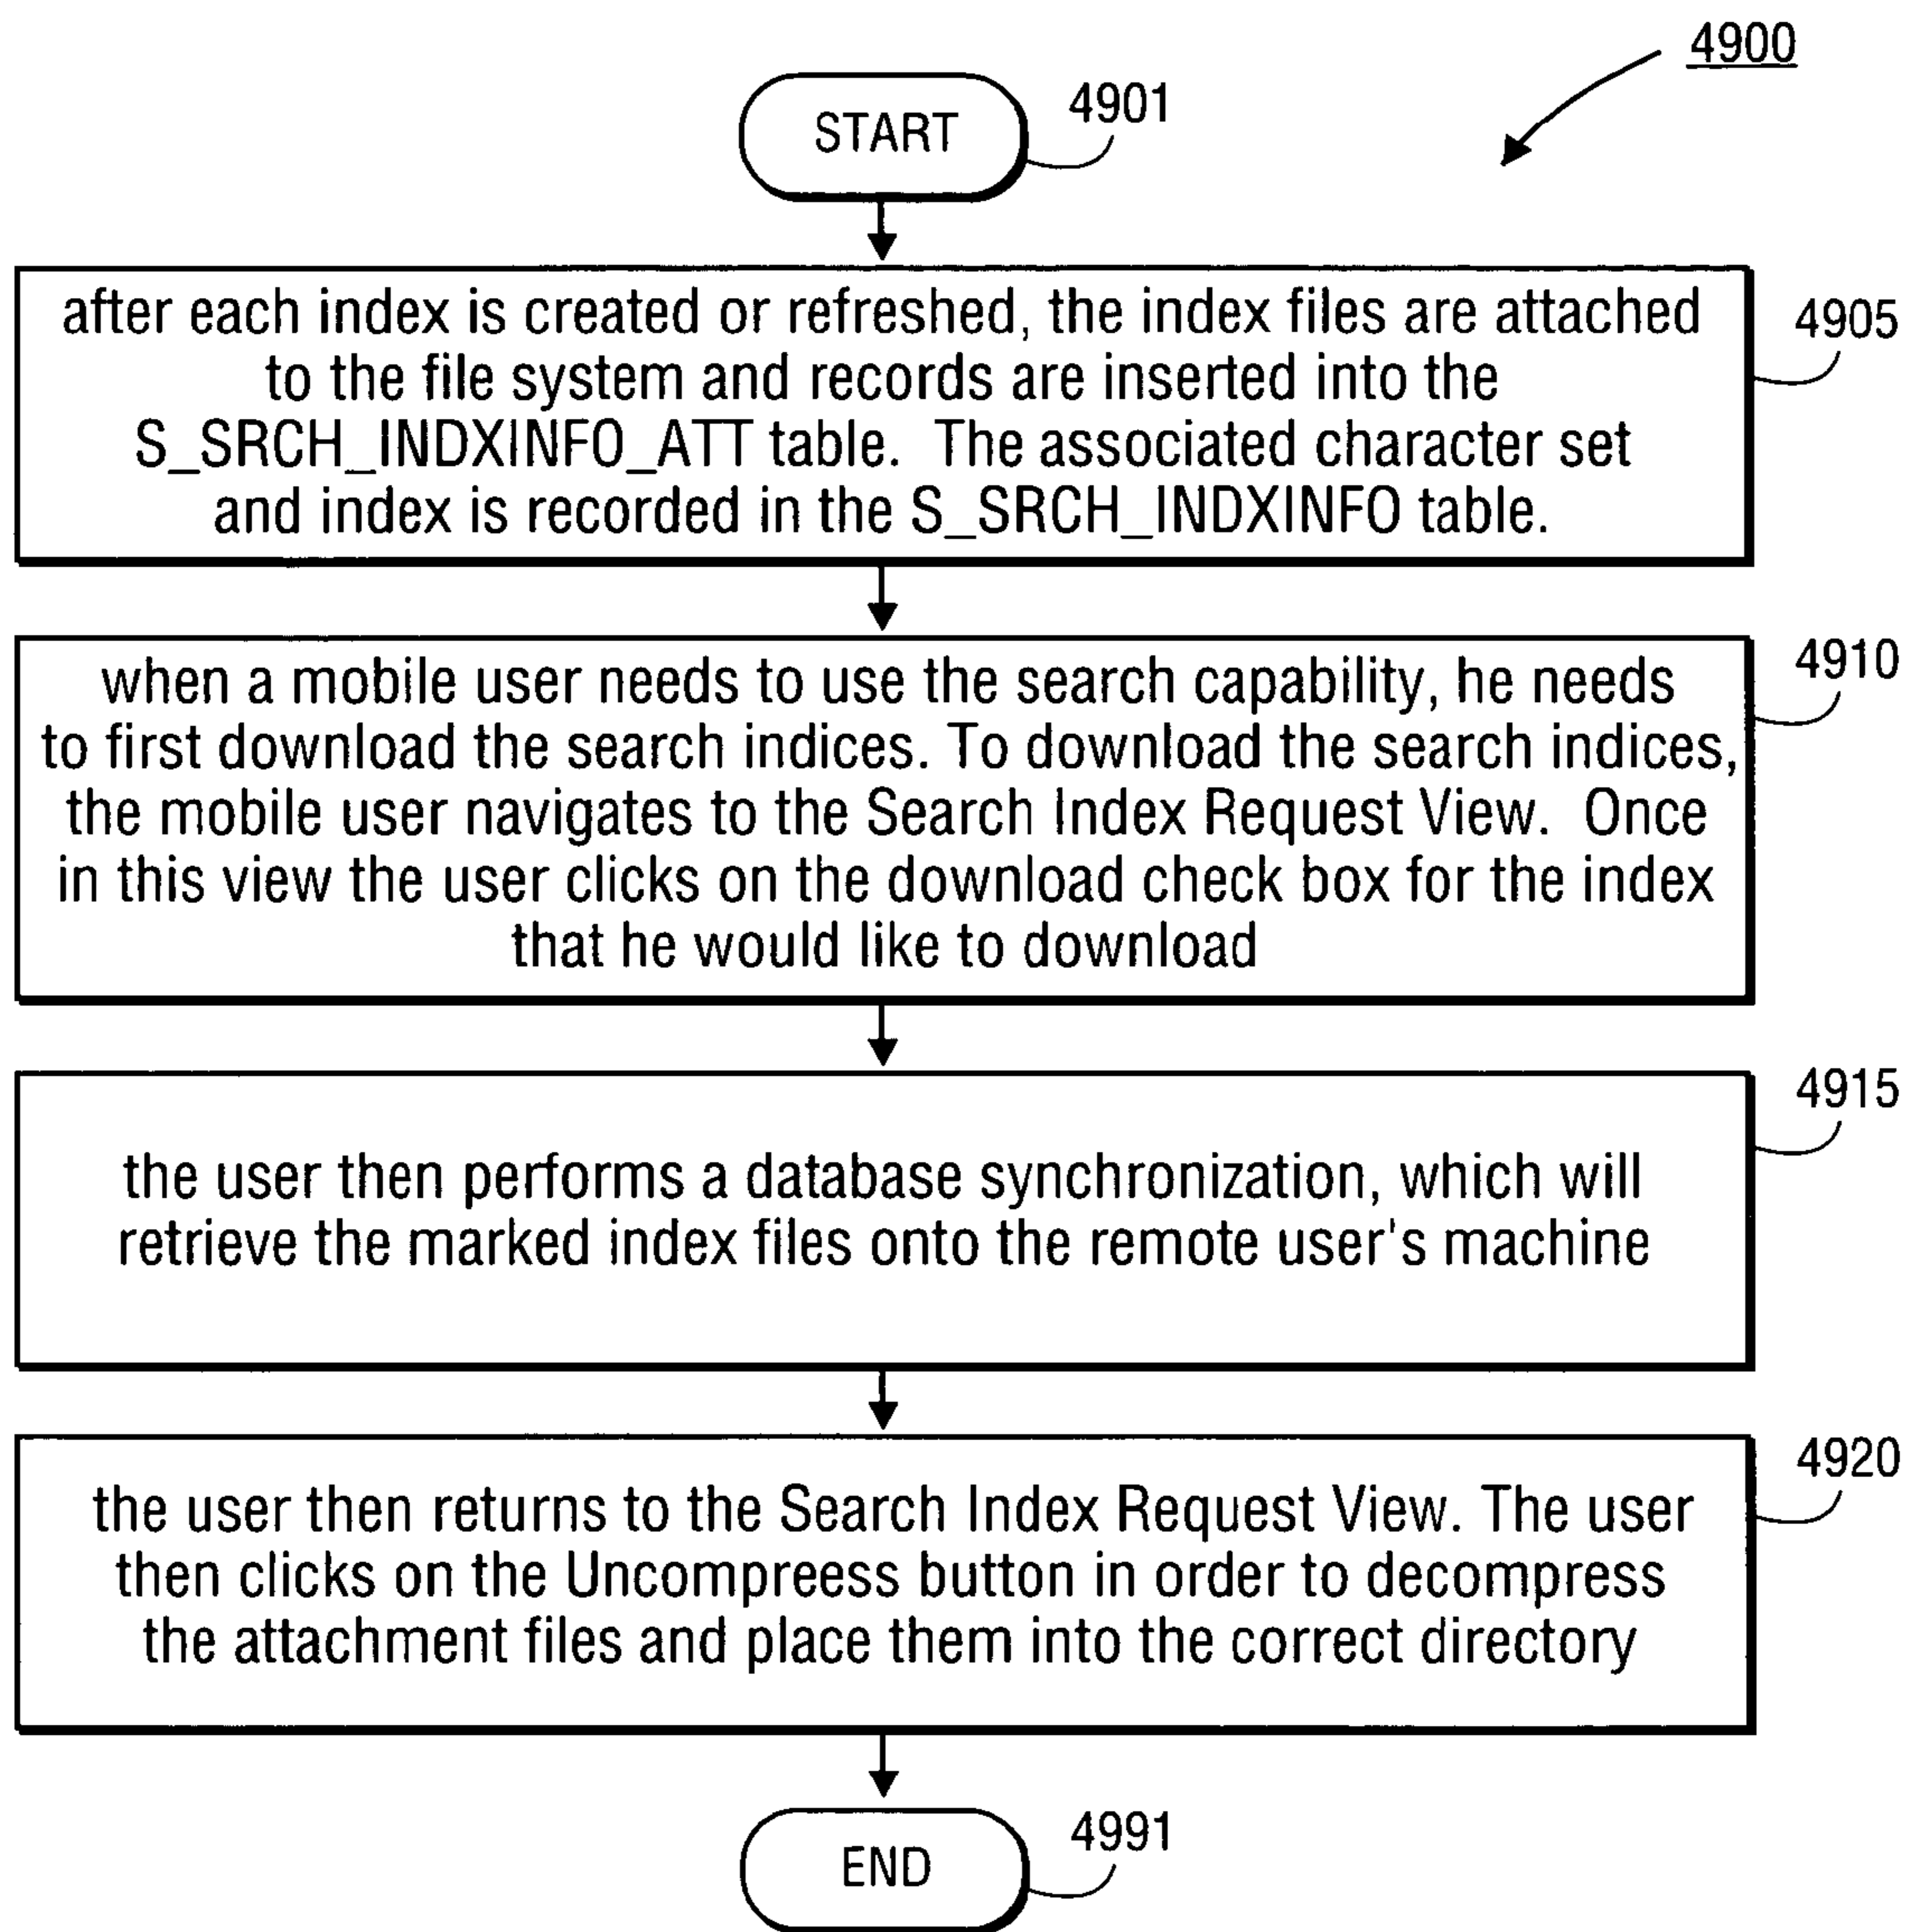 4900
START
4901
after each index is created or refreshed, the index files are attached
to the file system and records are inserted into the
S_SRCH_INDXINFO_ATT table. The associated character set
and index is recorded in the S_SRCH_INDXINFO table.
4905
when a mobile user needs to use the search capability, he needs
to first download the search indices. To download the search indices,
the mobile user navigates to the Search Index Request View. Once
in this view the user clicks on the download check box for the index
that he would like to download
4910
the user then performs a database synchronization, which will
retrieve the marked index files onto the remote user's machine
4915
the user then returns to the Search Index Request View. The user
then clicks on the Uncompreess button in order to decompress
the attachment files and place them into the correct directory
4920
END
4991